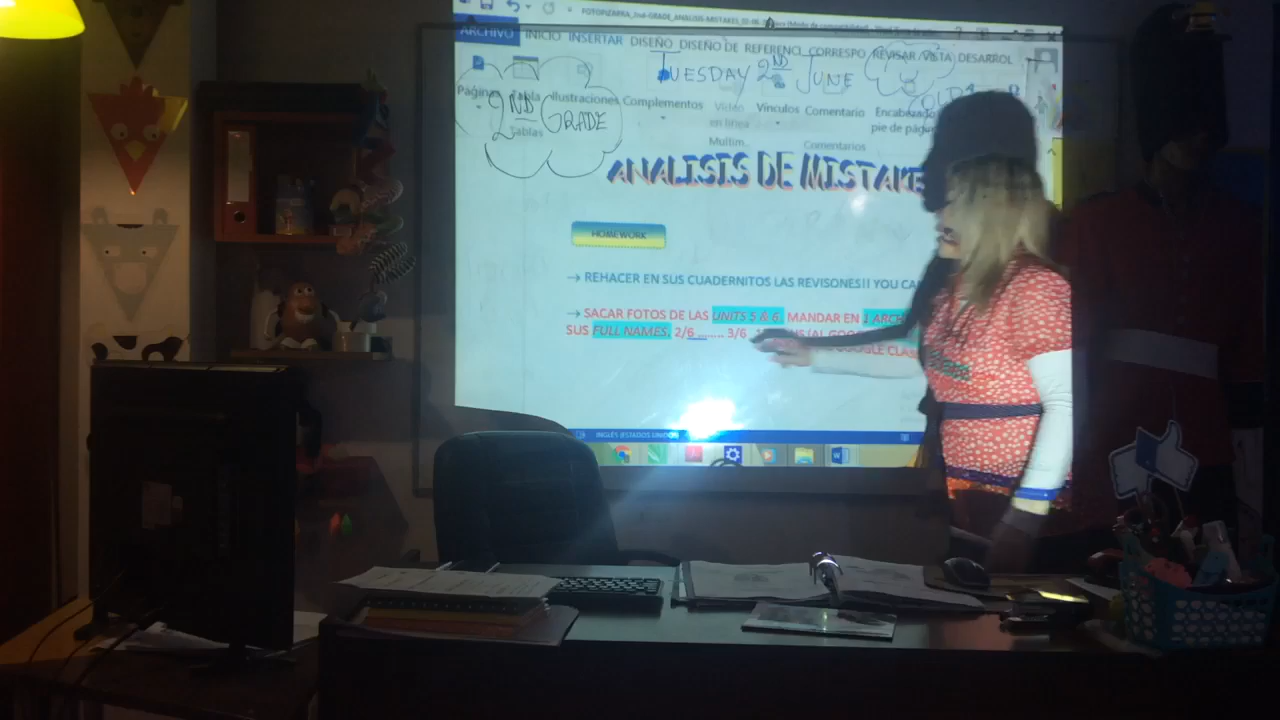 ARCHIVO INICIO INSERTAR DISEÑO DISEÑO DE REFERENCI CORRESPO REVISAR VISTA DESARROL
TUESDAY 2ND JUNE
Páginas Tabla Ilustraciones Complementos Vídeo en línea Vínculos Comentario Encabezado pie de página
2ND GRADE
Tablas Multim... Comentarios
ANALISIS DE MISTAKE
HOMEWORK
→ REHACER EN SUS CUADERNITOS LAS REVISONES!! YOU CA
→ SACAR FOTOS DE LAS UNITS 5 & 6. MANDAR EN 1 ARCH
SUS FULL NAMES. 2/6 ........ 3/6 (AL
GOOGLE CLAS
INGLÉS (ESTADOS UNIDOS)